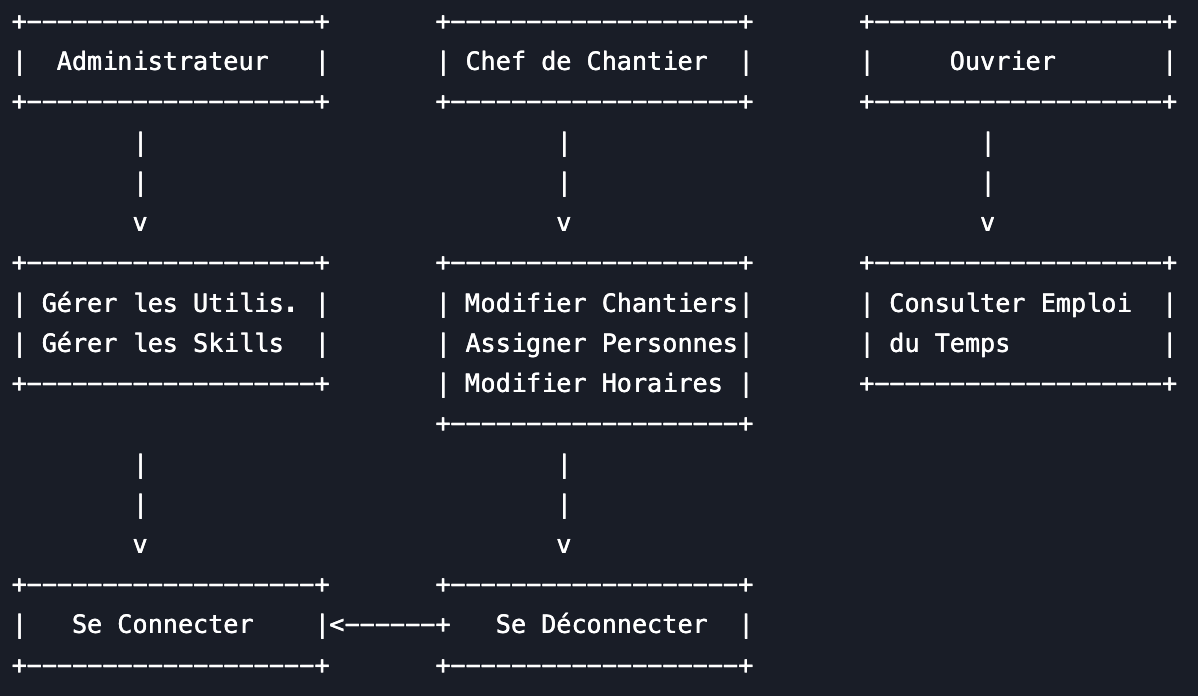 +-------------------+       +-------------------+       +-------------------+
|  Administrateur   |       | Chef de Chantier  |       |     Ouvrier       |
+-------------------+       +-------------------+       +-------------------+
        |                           |                           |
        |                           |                           |
        v                           v                           v
+-------------------+       +-------------------+       +-------------------+
| Gérer les Utilis. |       | Modifier Chantiers|       | Consulter Emploi  |
| Gérer les Skills  |       | Assigner Personnes|       | du Temps          |
+-------------------+       | Modifier Horaires |       +-------------------+
                            +-------------------+
        |                           |
        |                           |
        v                           v
+-------------------+       +-------------------+
|   Se Connecter    |<------+   Se Déconnecter  |
+-------------------+       +-------------------+